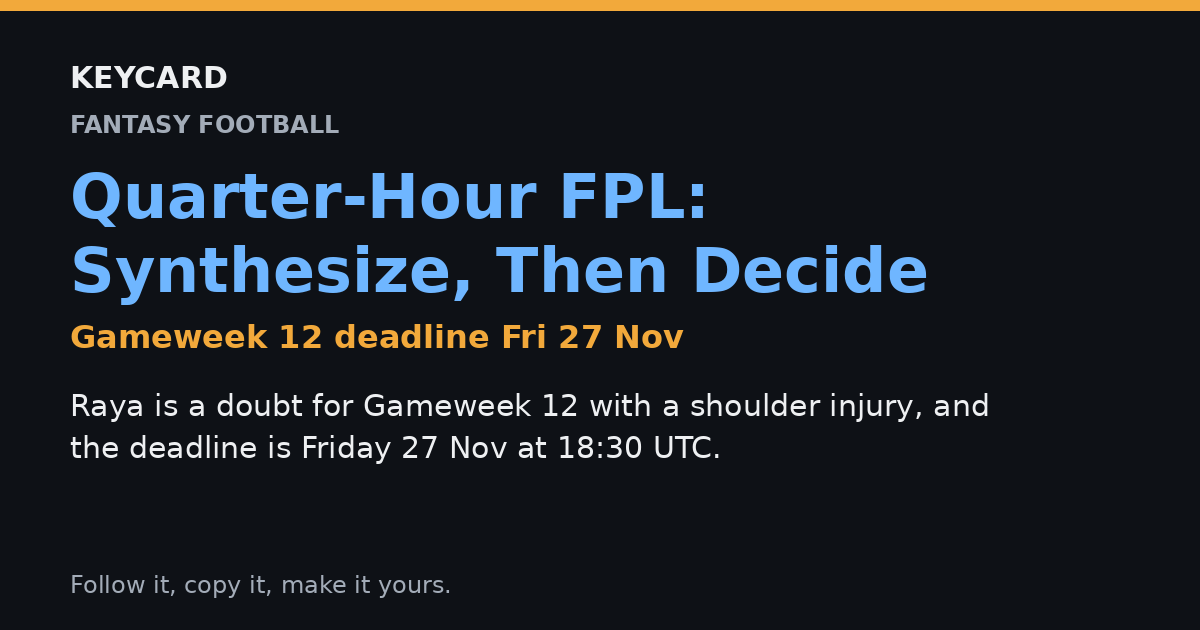 KEYCARD
FANTASY FOOTBALL
Quarter-Hour FPL:
Synthesize, Then Decide
Gameweek 12 deadline Fri 27 Nov
Raya is a doubt for Gameweek 12 with a shoulder injury, and
the deadline is Friday 27 Nov at 18:30 UTC.
Follow it, copy it, make it yours.